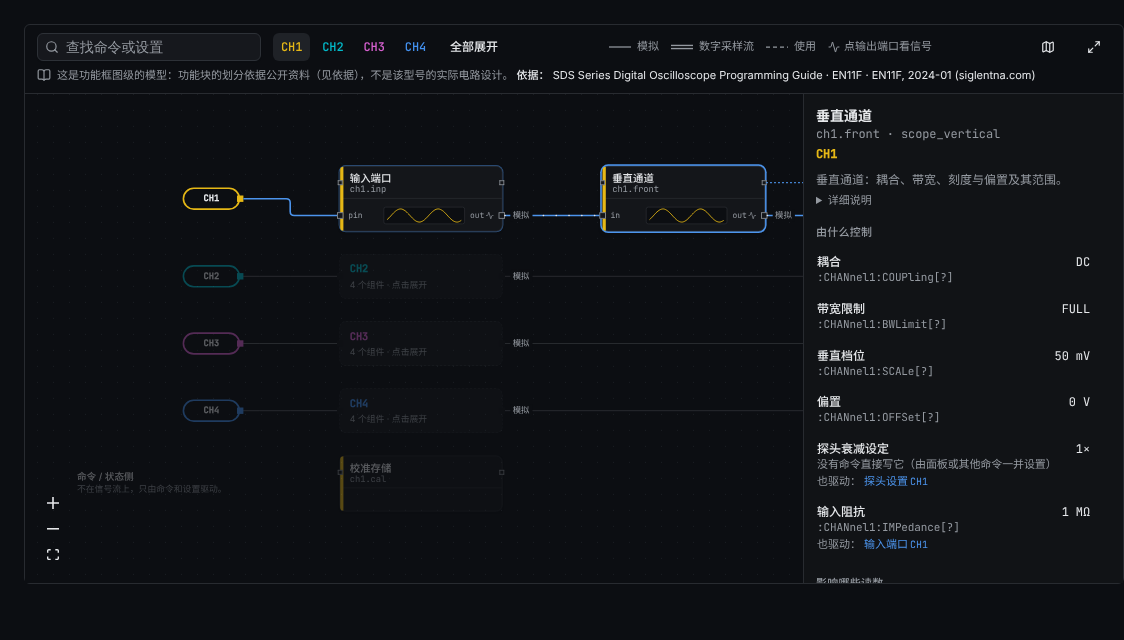 查找命令或设置
CH1 CH2 CH3 CH4 全部展开
模拟 数字采样流 使用 点输出端口看信号
这是功能框图级的模型：功能块的划分依据公开资料（见依据），不是该型号的实际电路设计。 依据： SDS Series Digital Oscilloscope Programming Guide · EN11F · EN11F, 2024-01 (siglentna.com)
CH1
输入端口
ch1.inp
pin out 模拟
垂直通道
ch1.front
in out 模拟
CH2
CH2
4 个组件 · 点击展开
模拟
CH3
CH3
4 个组件 · 点击展开
模拟
CH4
CH4
4 个组件 · 点击展开
模拟
校准存储
ch1.cal
命令 / 状态侧
不在信号流上，只由命令和设置驱动。
垂直通道
ch1.front · scope_vertical
CH1
垂直通道：耦合、带宽、刻度与偏置及其范围。
详细说明
由什么控制
耦合 DC
:CHANnel1:COUPling[?]
带宽限制 FULL
:CHANnel1:BWLimit[?]
垂直档位 50 mV
:CHANnel1:SCALe[?]
偏置 0 V
:CHANnel1:OFFSet[?]
探头衰减设定 1×
没有命令直接写它（由面板或其他命令一并设置）
也驱动： 探头设置 CH1
输入阻抗 1 MΩ
:CHANnel1:IMPedance[?]
也驱动： 输入端口 CH1
影响哪些读数